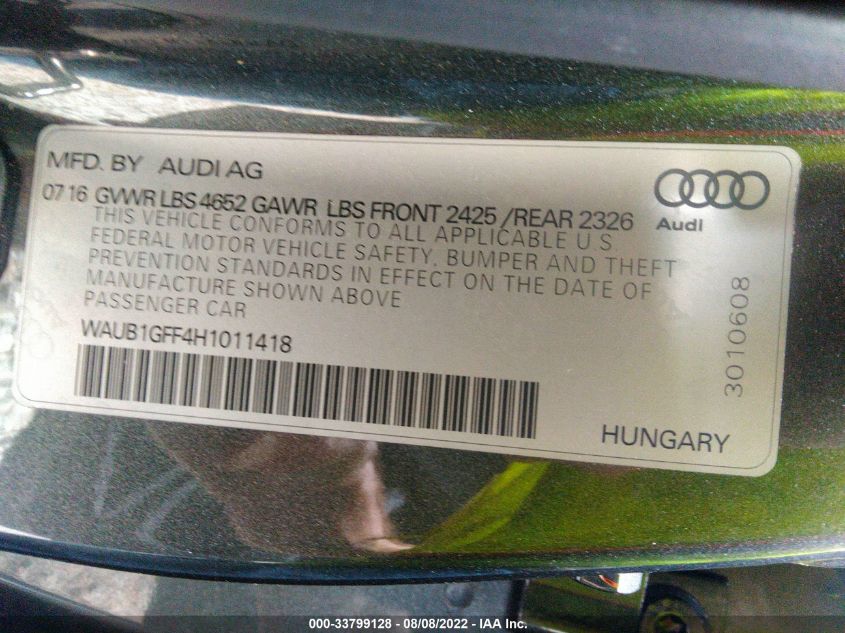 MFD. BY AUDI AG
07 16 GVWR LBS 4652 GAWR LBS FRONT 2425 /REAR 2326
THIS VEHICLE CONFORMS TO ALL APPLICABLE U S
FEDERAL MOTOR VEHICLE SAFETY, BUMPER AND THEFT
PREVENTION STANDARDS IN EFFECT ON THE DATE OF
MANUFACTURE SHOWN ABOVE
PASSENGER CAR
WAUB1GFF4H1011418
Audi
3010608
HUNGARY
000-33799128 - 08/08/2022 - IAA Inc.